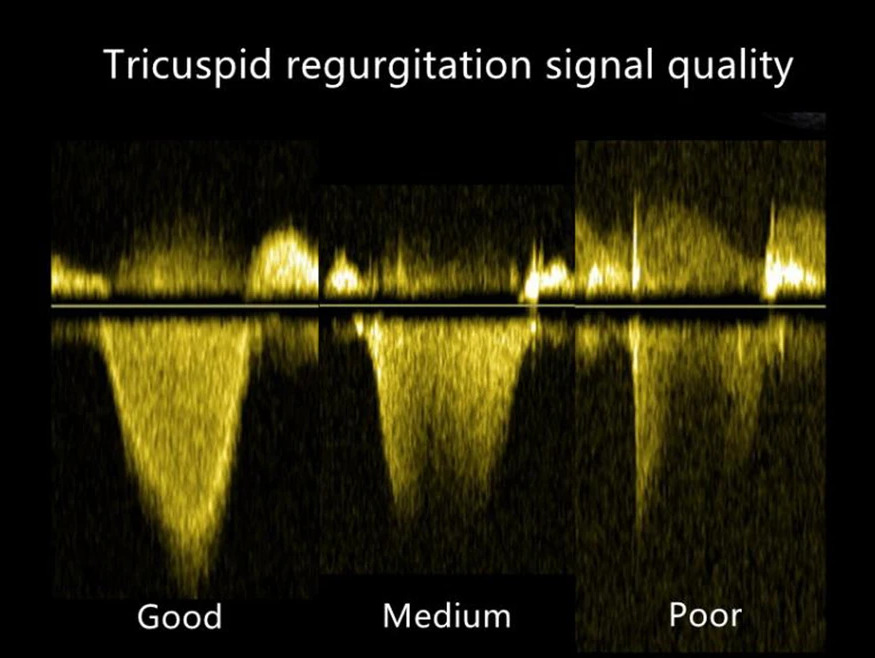 Tricuspid regurgitation signal quality
Good
Medium
Poor